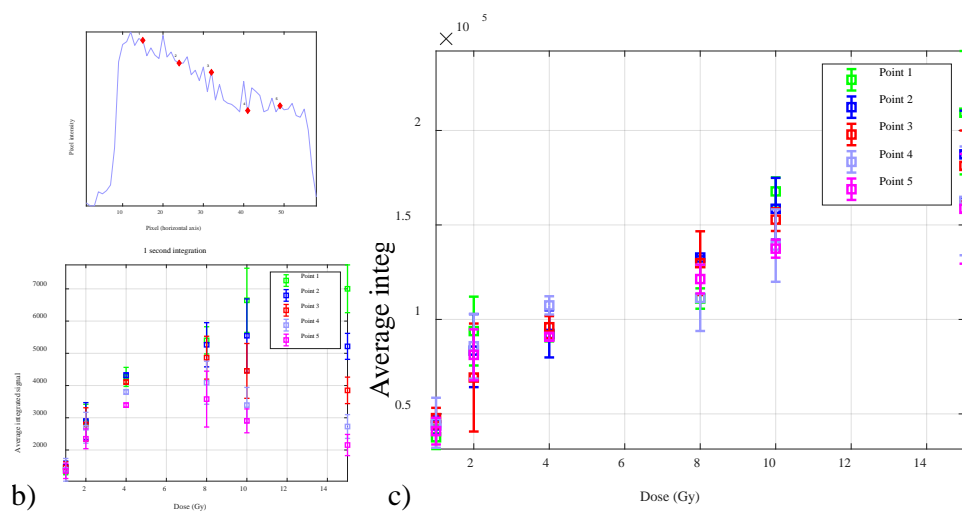 Pixel intensity
10 20 30 40 50
Pixel (horizontal axis)
1 second integration
Average integrated signal
7000
6000
5000
4000
3000
2000
Point 1
Point 2
Point 3
Point 4
Point 5
2 4 6 8 10 12 14
Dose (Gy)
b)
× 10 5
Average integ
2
1.5
1
0.5
Point 1
Point 2
Point 3
Point 4
Point 5
2 4 6 8 10 12 14
Dose (Gy)
c)